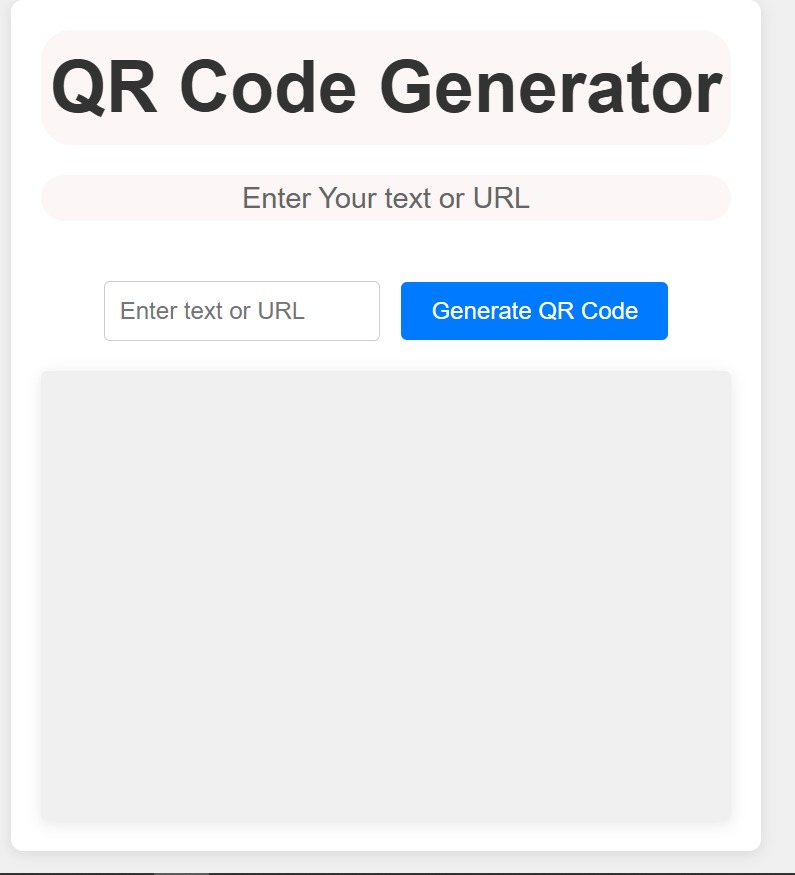 QR Code Generator
Enter Your text or URL
Enter text or URL
Generate QR Code